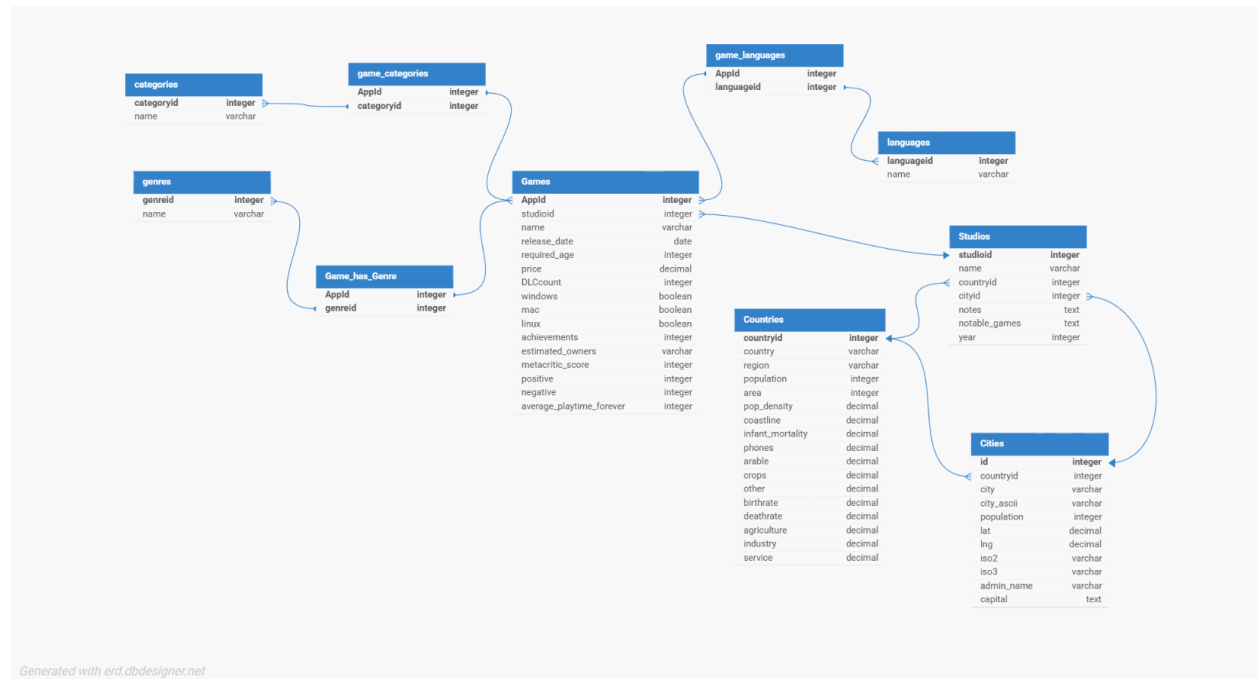 categories
categoryid integer
name varchar
game_categories
AppId integer
categoryid integer
game_languages
AppId integer
languageid integer
languages
languageid integer
name varchar
genres
genreid integer
name varchar
Game_has_Genre
AppId integer
genreid integer
Games
AppId integer
studioid integer
name varchar
release_date date
required_age integer
price decimal
DLCcount integer
windows boolean
mac boolean
linux boolean
achievements integer
estimated_owners varchar
metacritic_score integer
positive integer
negative integer
average_playtime_forever integer
Studios
studioid integer
name varchar
countryid integer
cityid integer
notes text
notable_games text
year integer
Countries
countryid integer
country varchar
region varchar
population integer
area integer
pop_density decimal
coastline decimal
infant_mortality decimal
phones decimal
arable decimal
crops decimal
other decimal
birthrate decimal
deathrate decimal
agriculture decimal
industry decimal
service decimal
Cities
id integer
countryid integer
city varchar
city_ascii varchar
population integer
lat decimal
lng decimal
iso2 varchar
iso3 varchar
admin_name varchar
capital text
Generated with erd.dbdesigner.net